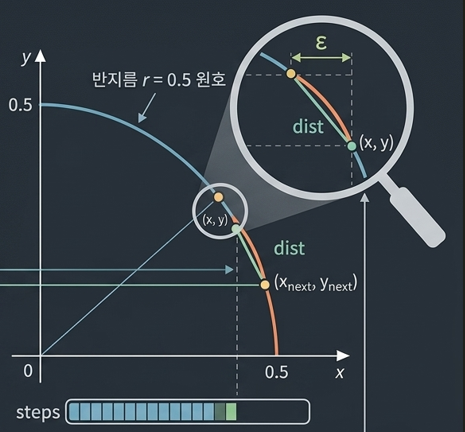 y
반지름 r = 0.5 원호
0.5
ε
dist
(x, y)
(x, y)
dist
(xnext, ynext)
0
0.5
x
steps